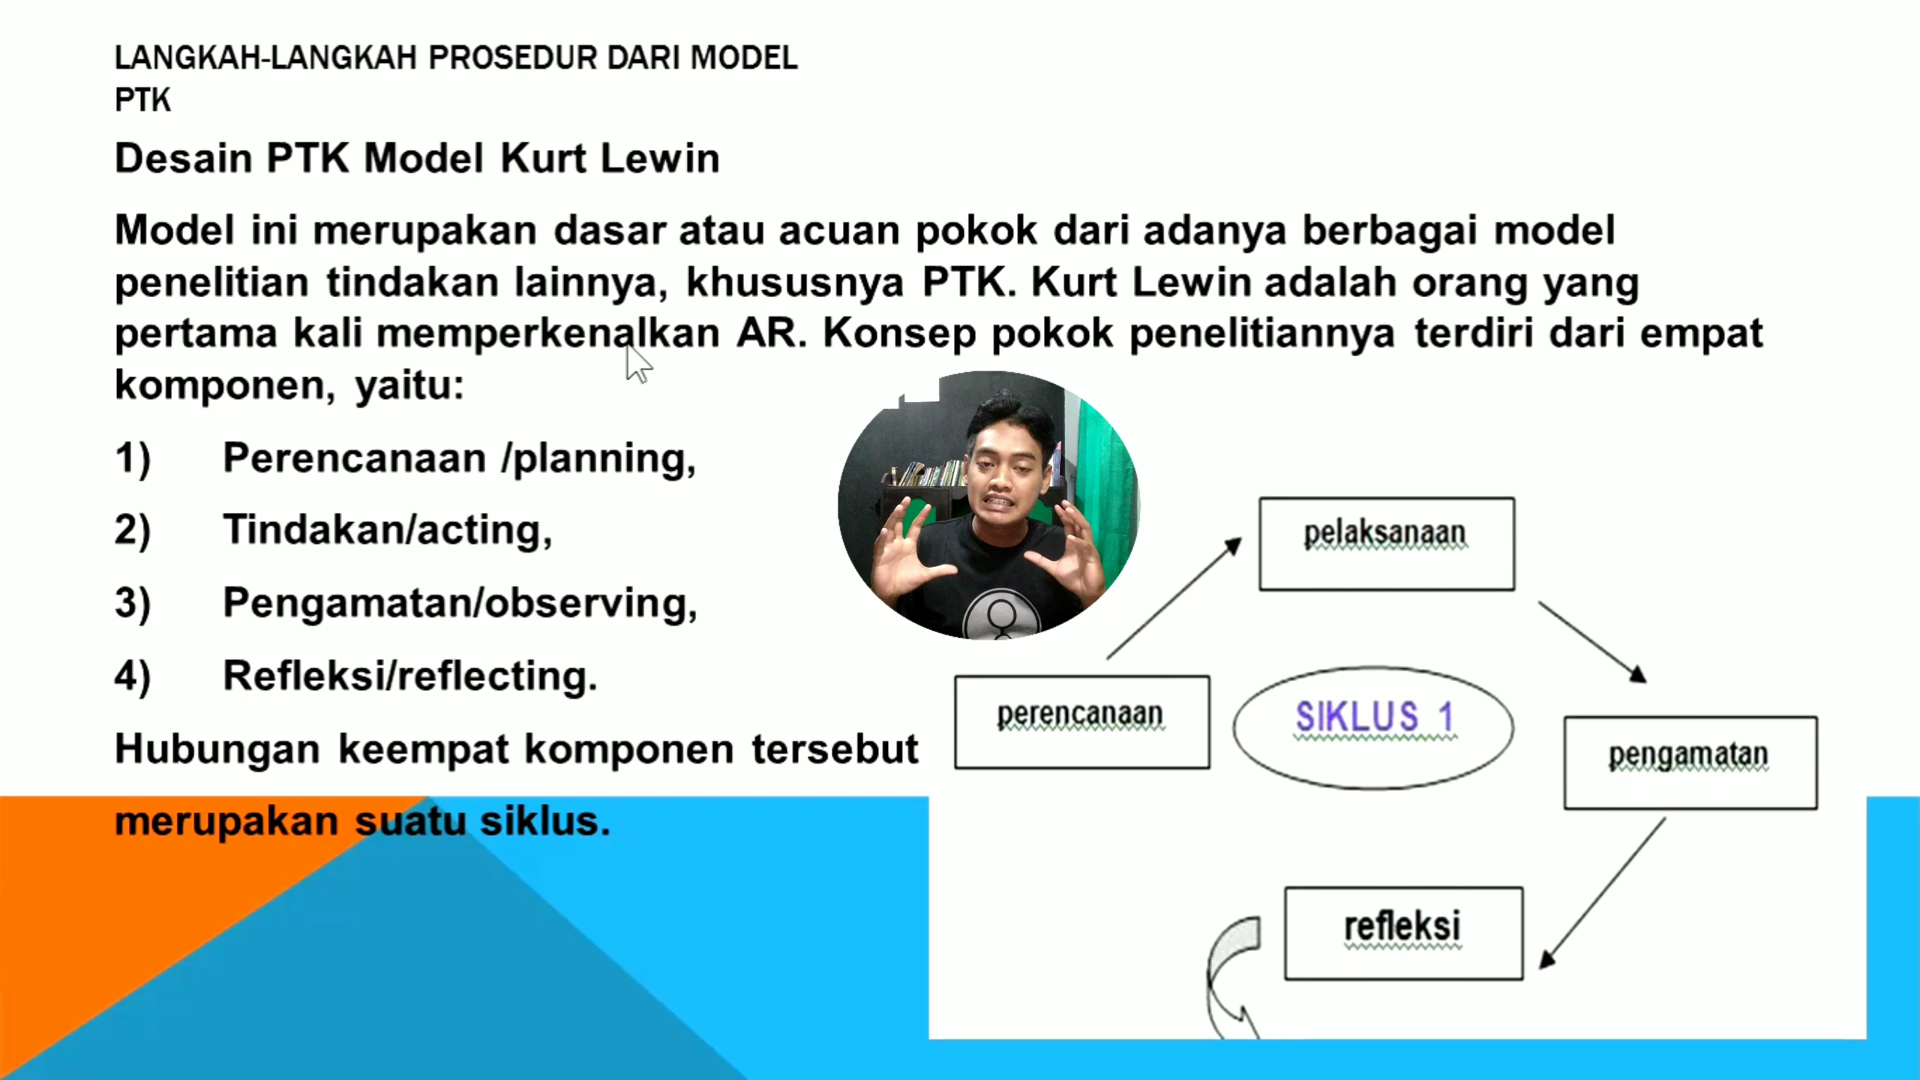 LANGKAH-LANGKAH PROSEDUR DARI MODEL
PTK
Desain PTK Model Kurt Lewin
Model ini merupakan dasar atau acuan pokok dari adanya berbagai model
penelitian tindakan lainnya, khususnya PTK. Kurt Lewin adalah orang yang
pertama kali memperkenalkan AR. Konsep pokok penelitiannya terdiri dari empat
komponen, yaitu:
1) Perencanaan /planning,
2) Tindakan/acting,
3) Pengamatan/observing,
4) Refleksi/reflecting.
Hubungan keempat komponen tersebut
merupakan suatu siklus.
pelaksanaan
perencanaan
SIKLUS 1
pengamatan
refleksi